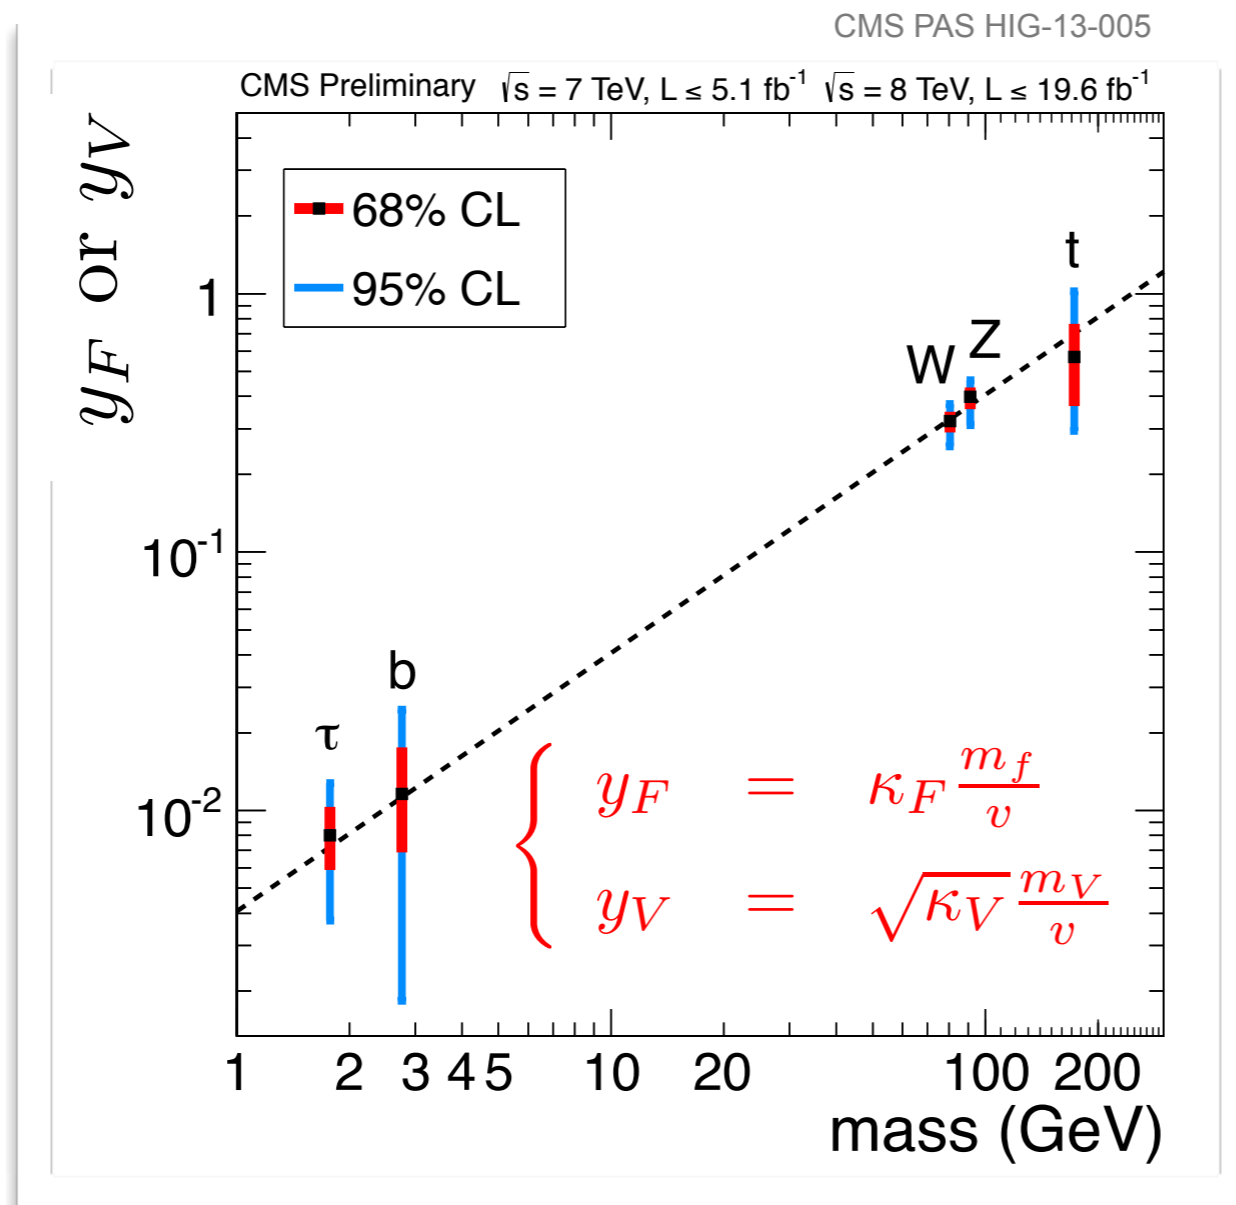 CMS PAS HIG-13-005
CMS Preliminary √s = 7 TeV, L ≤ 5.1 fb⁻¹ √s = 8 TeV, L ≤ 19.6 fb⁻¹
y_F or y_V
68% CL
95% CL
t
W Z
b
τ
1
10⁻¹
10⁻²
y_F = κ_F m_f/v
y_V = √κ_V m_V/v
1 2 3 4 5 10 20 100 200
mass (GeV)